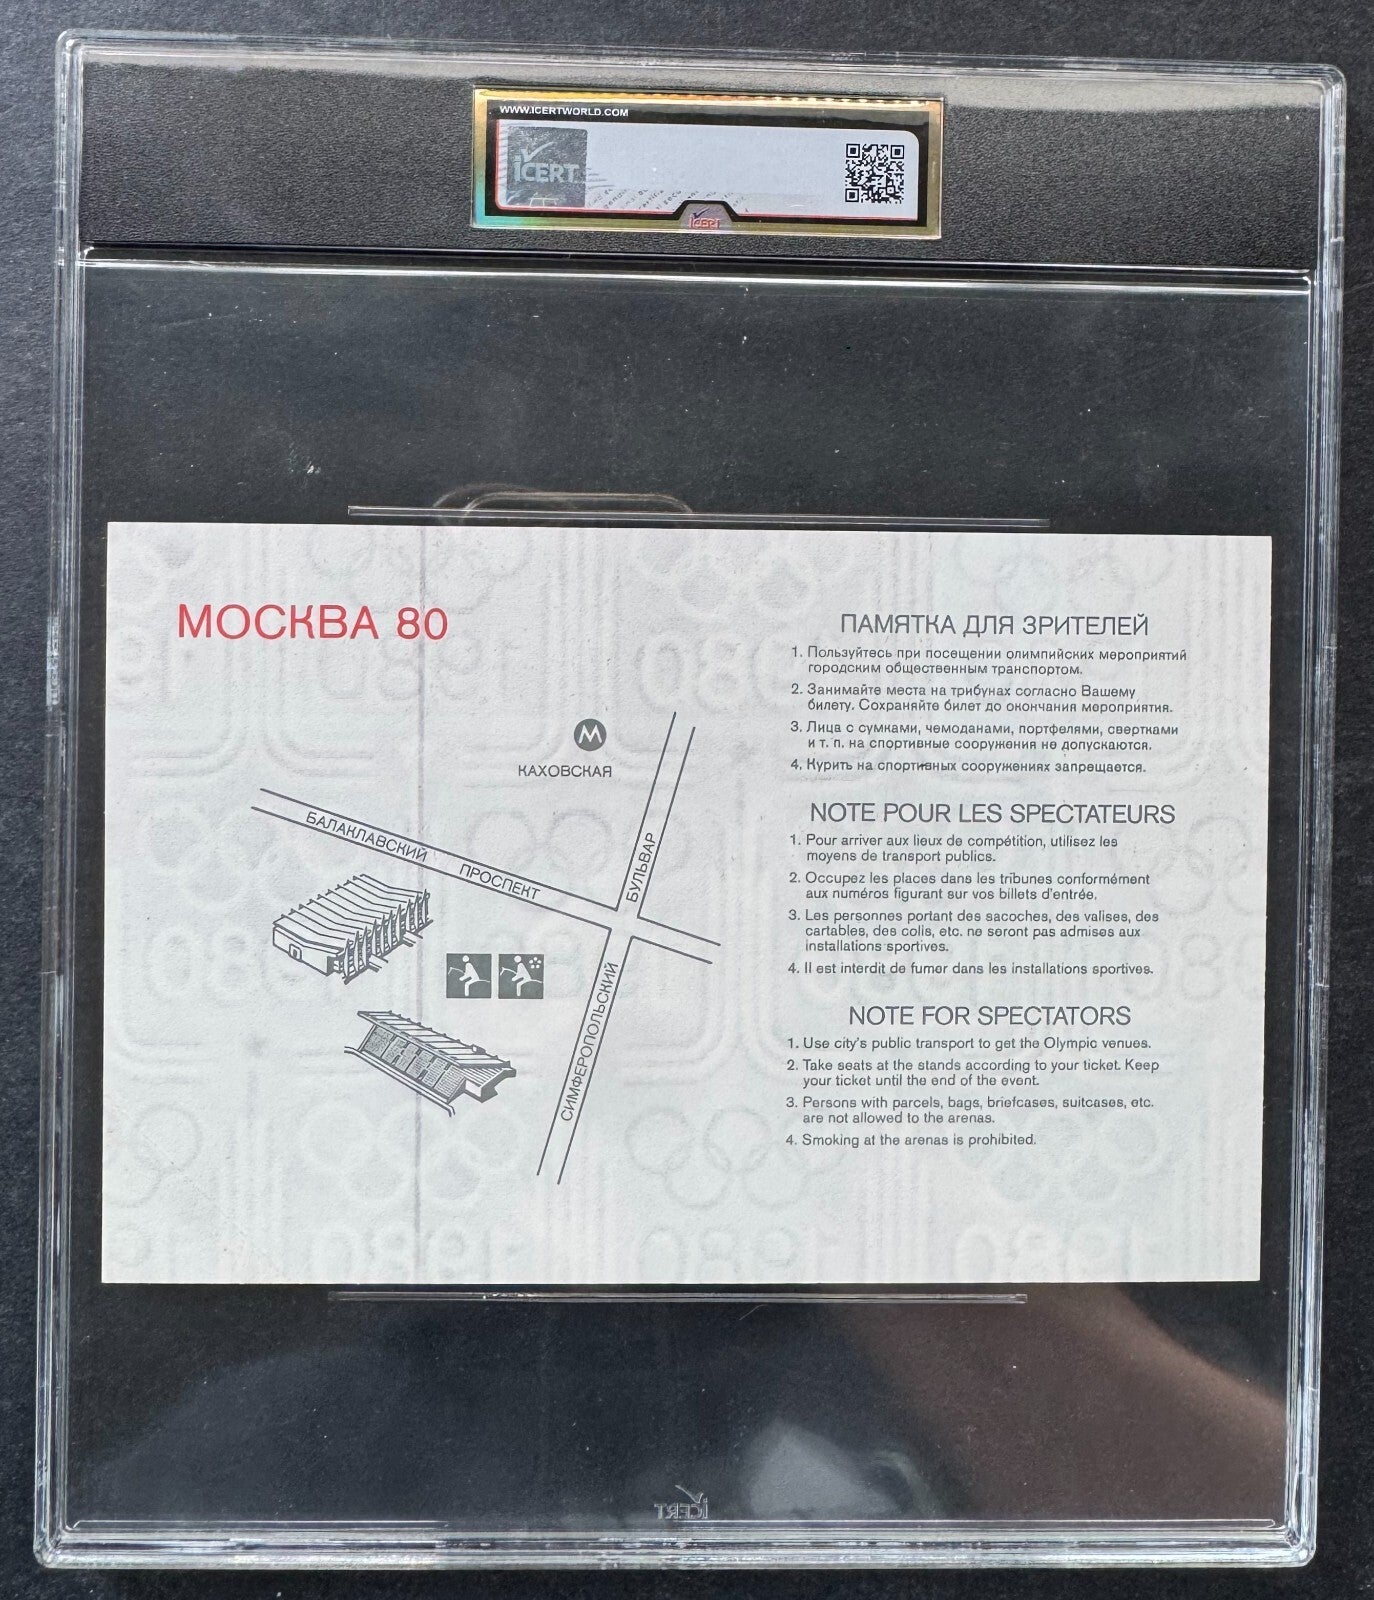 WWW.ICERTWORLD.COM
iCERT
iCERT
МОСКВА 80
КАХОВСКАЯ
БАЛАКЛАВСКИЙ ПРОСПЕКТ
БУЛЬВАР
СИМФЕРОПОЛЬСКИЙ
ПАМЯТКА ДЛЯ ЗРИТЕЛЕЙ
1. Пользуйтесь при посещении олимпийских мероприятий
городским общественным транспортом.
2. Занимайте места на трибунах согласно Вашему
билету. Сохраняйте билет до окончания мероприятия.
3. Лица с сумками, чемоданами, портфелями, свертками
и т. п. на спортивные сооружения не допускаются.
4. Курить на спортивных сооружениях запрещается.
NOTE POUR LES SPECTATEURS
1. Pour arriver aux lieux de compétition, utilisez les
moyens de transport publics.
2. Occupez les places dans les tribunes conformément
aux numéros figurant sur vos billets d'entrée.
3. Les personnes portant des sacoches, des valises, des
cartables, des colis, etc. ne seront pas admises aux
installations sportives.
4. Il est interdit de fumer dans les installations sportives.
NOTE FOR SPECTATORS
1. Use city's public transport to get the Olympic venues.
2. Take seats at the stands according to your ticket. Keep
your ticket until the end of the event.
3. Persons with parcels, bags, briefcases, suitcases, etc.
are not allowed to the arenas.
4. Smoking at the arenas is prohibited.
iCERT